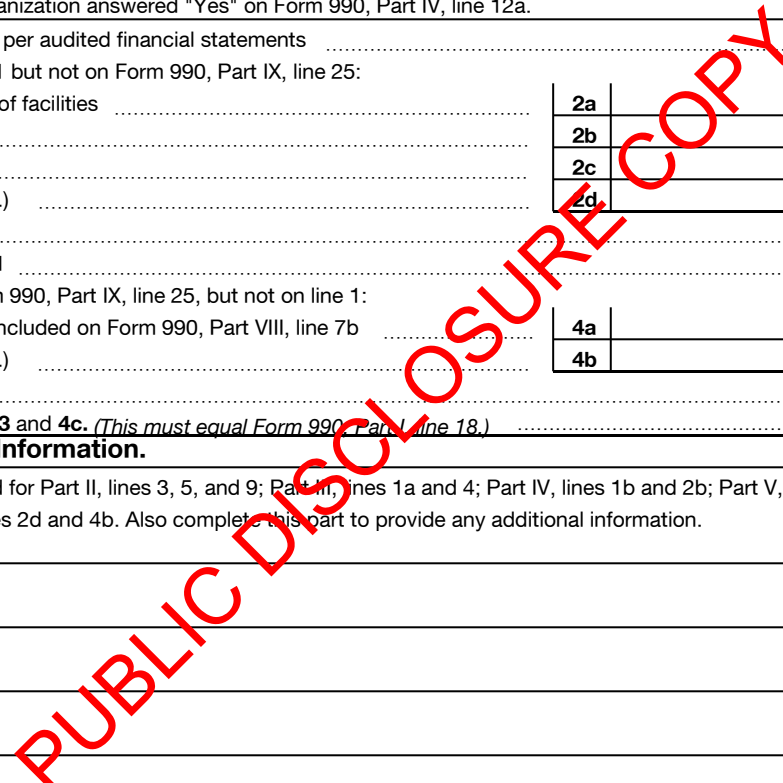 anization answered "Yes" on Form 990, Part IV, line 12a.
per audited financial statements
but not on Form 990, Part IX, line 25:
of facilities 2a
2b
2c
.) 2d
990, Part IX, line 25, but not on line 1:
ncluded on Form 990, Part VIII, line 7b 4a
.) 4b
3 and 4c. (This must equal Form 990, Part I, line 18.)
Information.
for Part II, lines 3, 5, and 9; Part III, lines 1a and 4; Part IV, lines 1b and 2b; Part V,
s 2d and 4b. Also complete this part to provide any additional information.
PUBLIC DISCLOSURE COPY